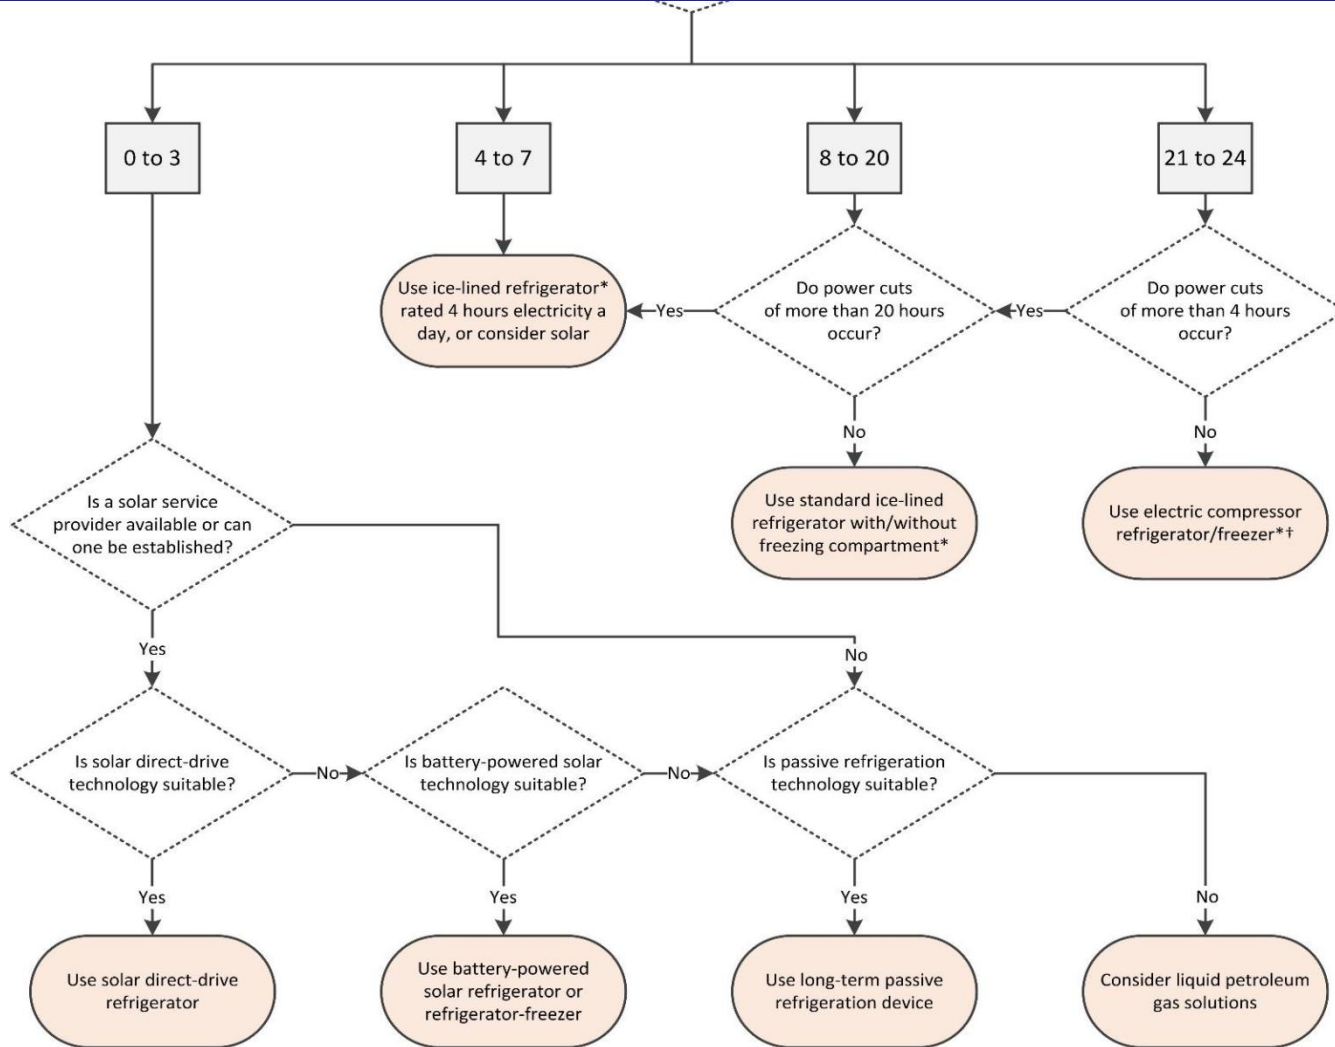 0 to 3
4 to 7
8 to 20
21 to 24
Use ice-lined refrigerator*
rated 4 hours electricity a
day, or consider solar
Yes
Do power cuts
of more than 20 hours
occur?
Yes
Do power cuts
of more than 4 hours
occur?
No
No
Is a solar service
provider available or can
one be established?
Use standard ice-lined
refrigerator with/without
freezing compartment*
Use electric compressor
refrigerator/freezer*†
Yes
No
Is solar direct-drive
technology suitable?
No
Is battery-powered solar
technology suitable?
No
Is passive refrigeration
technology suitable?
Yes
Yes
Yes
No
Use solar direct-drive
refrigerator
Use battery-powered
solar refrigerator or
refrigerator-freezer
Use long-term passive
refrigeration device
Consider liquid petroleum
gas solutions